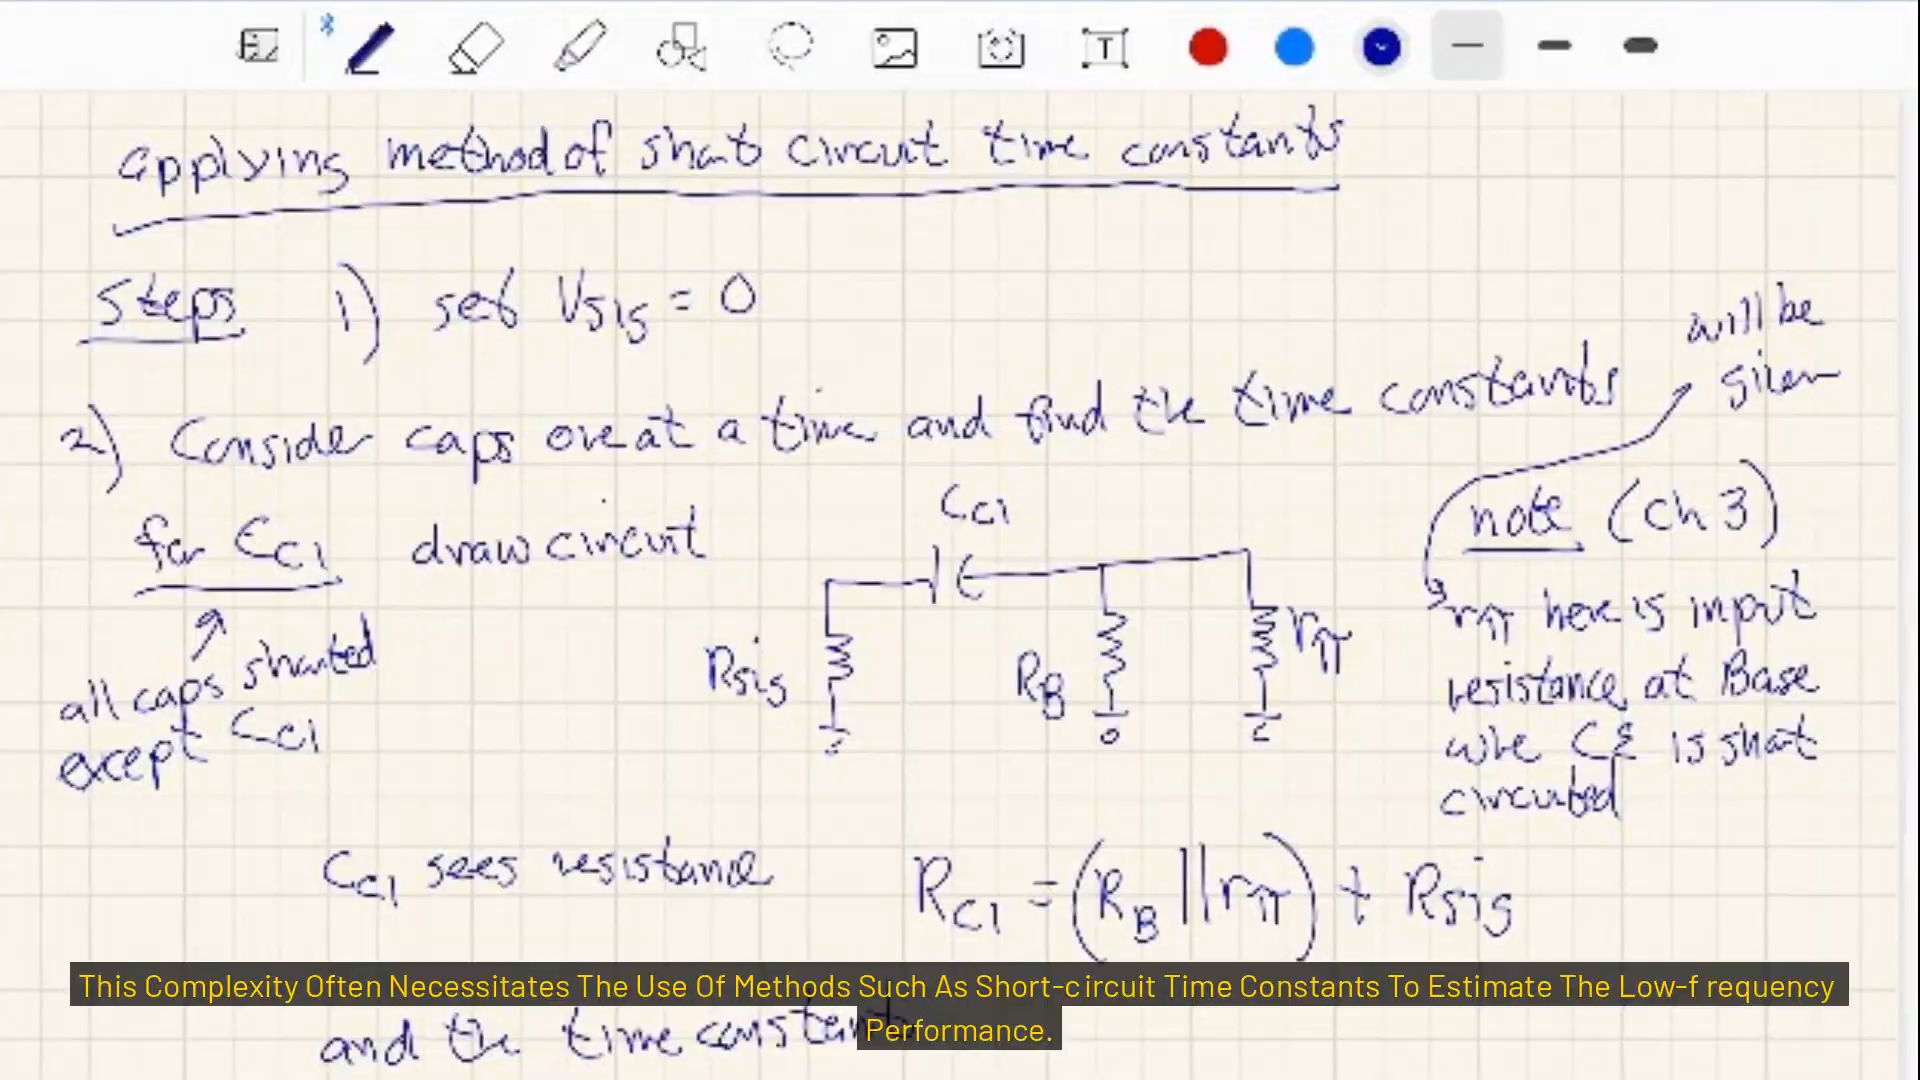 applying method of short circuit time constants
Steps 1) set Vsig = 0
will be
given
2) Consider caps one at a time and find the time constants
for CC1 draw circuit
CC1
note (Ch 3)
Rsig
RB
rπ
rπ here is input
resistance at Base
wire CE is short
circuited
all caps shorted
except CC1
CC1 sees resistance RC1 = (RB || rπ) + Rsig
This Complexity Often Necessitates The Use Of Methods Such As Short-circuit Time Constants To Estimate The Low-f requency
Performance.
and the time constant